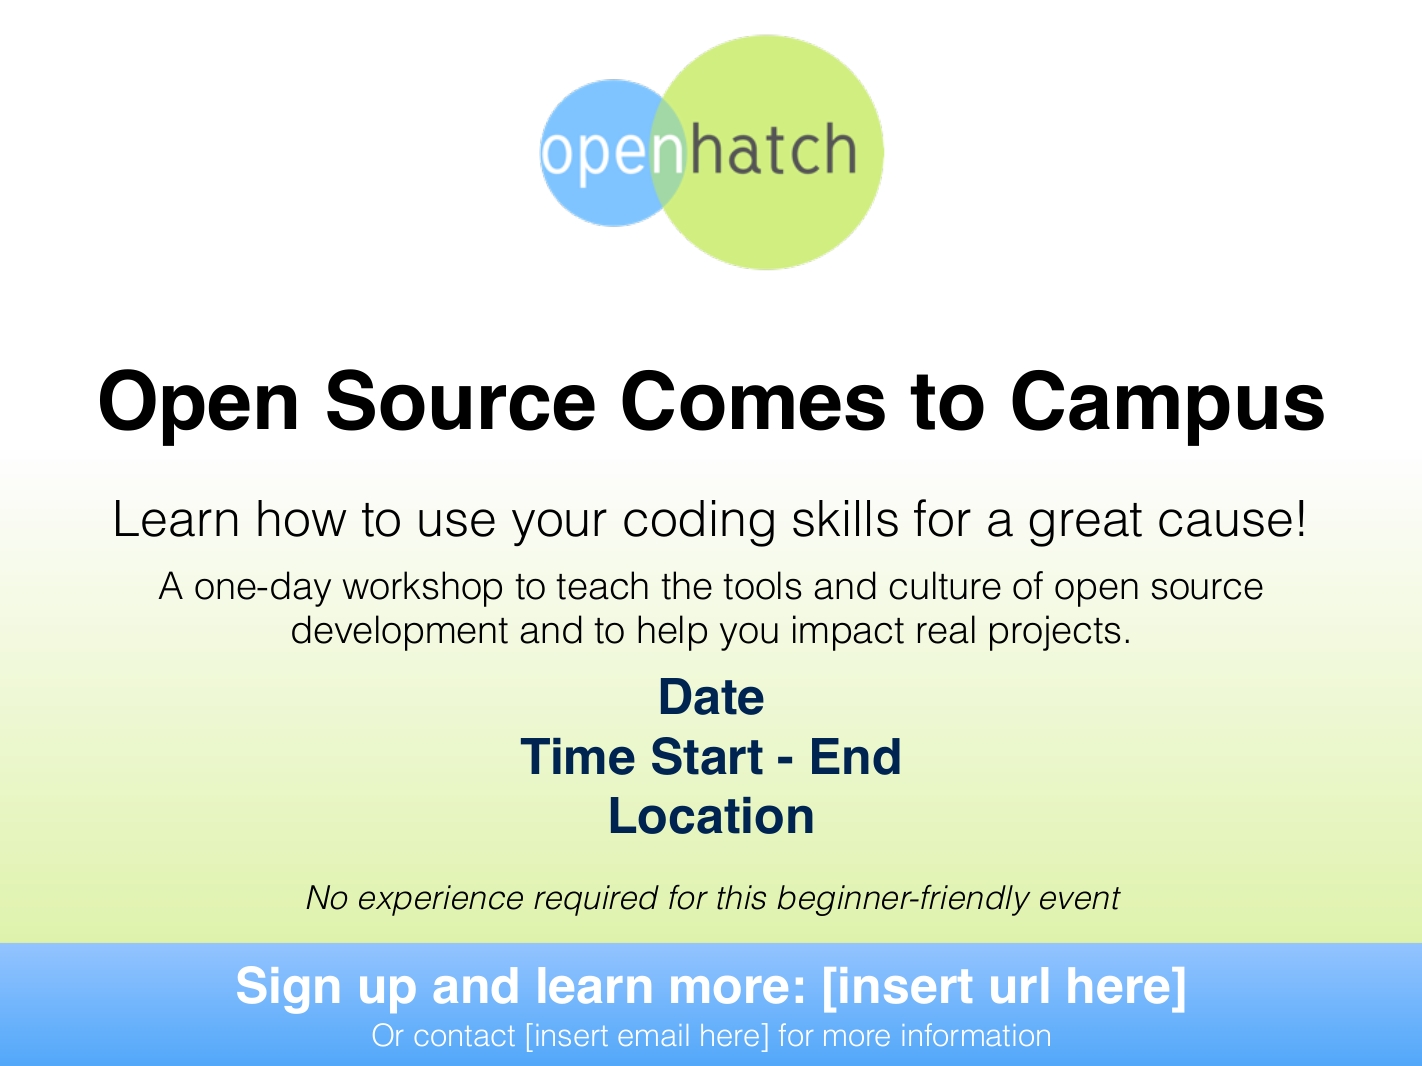 openhatch
Open Source Comes to Campus
Learn how to use your coding skills for a great cause!
A one-day workshop to teach the tools and culture of open source
development and to help you impact real projects.
Date
Time Start - End
Location
No experience required for this beginner-friendly event
Sign up and learn more: [insert url here]
Or contact [insert email here] for more information